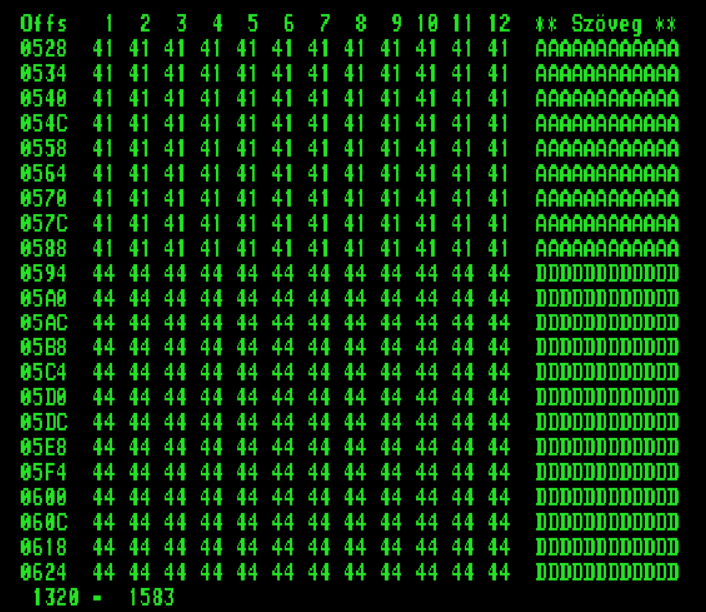 Offs 1 2 3 4 5 6 7 8 9 10 11 12 ** Szöveg **
0528 41 41 41 41 41 41 41 41 41 41 41 41 AAAAAAAAAAAA
0534 41 41 41 41 41 41 41 41 41 41 41 41 AAAAAAAAAAAA
0540 41 41 41 41 41 41 41 41 41 41 41 41 AAAAAAAAAAAA
054C 41 41 41 41 41 41 41 41 41 41 41 41 AAAAAAAAAAAA
0558 41 41 41 41 41 41 41 41 41 41 41 41 AAAAAAAAAAAA
0564 41 41 41 41 41 41 41 41 41 41 41 41 AAAAAAAAAAAA
0570 41 41 41 41 41 41 41 41 41 41 41 41 AAAAAAAAAAAA
057C 41 41 41 41 41 41 41 41 41 41 41 41 AAAAAAAAAAAA
0588 41 41 41 41 41 41 41 41 41 41 41 41 AAAAAAAAAAAA
0594 44 44 44 44 44 44 44 44 44 44 44 44 DDDDDDDDDDDD
05A0 44 44 44 44 44 44 44 44 44 44 44 44 DDDDDDDDDDDD
05AC 44 44 44 44 44 44 44 44 44 44 44 44 DDDDDDDDDDDD
05B8 44 44 44 44 44 44 44 44 44 44 44 44 DDDDDDDDDDDD
05C4 44 44 44 44 44 44 44 44 44 44 44 44 DDDDDDDDDDDD
05D0 44 44 44 44 44 44 44 44 44 44 44 44 DDDDDDDDDDDD
05DC 44 44 44 44 44 44 44 44 44 44 44 44 DDDDDDDDDDDD
05E8 44 44 44 44 44 44 44 44 44 44 44 44 DDDDDDDDDDDD
05F4 44 44 44 44 44 44 44 44 44 44 44 44 DDDDDDDDDDDD
0600 44 44 44 44 44 44 44 44 44 44 44 44 DDDDDDDDDDDD
060C 44 44 44 44 44 44 44 44 44 44 44 44 DDDDDDDDDDDD
0618 44 44 44 44 44 44 44 44 44 44 44 44 DDDDDDDDDDDD
0624 44 44 44 44 44 44 44 44 44 44 44 44 DDDDDDDDDDDD
1320 - 1583